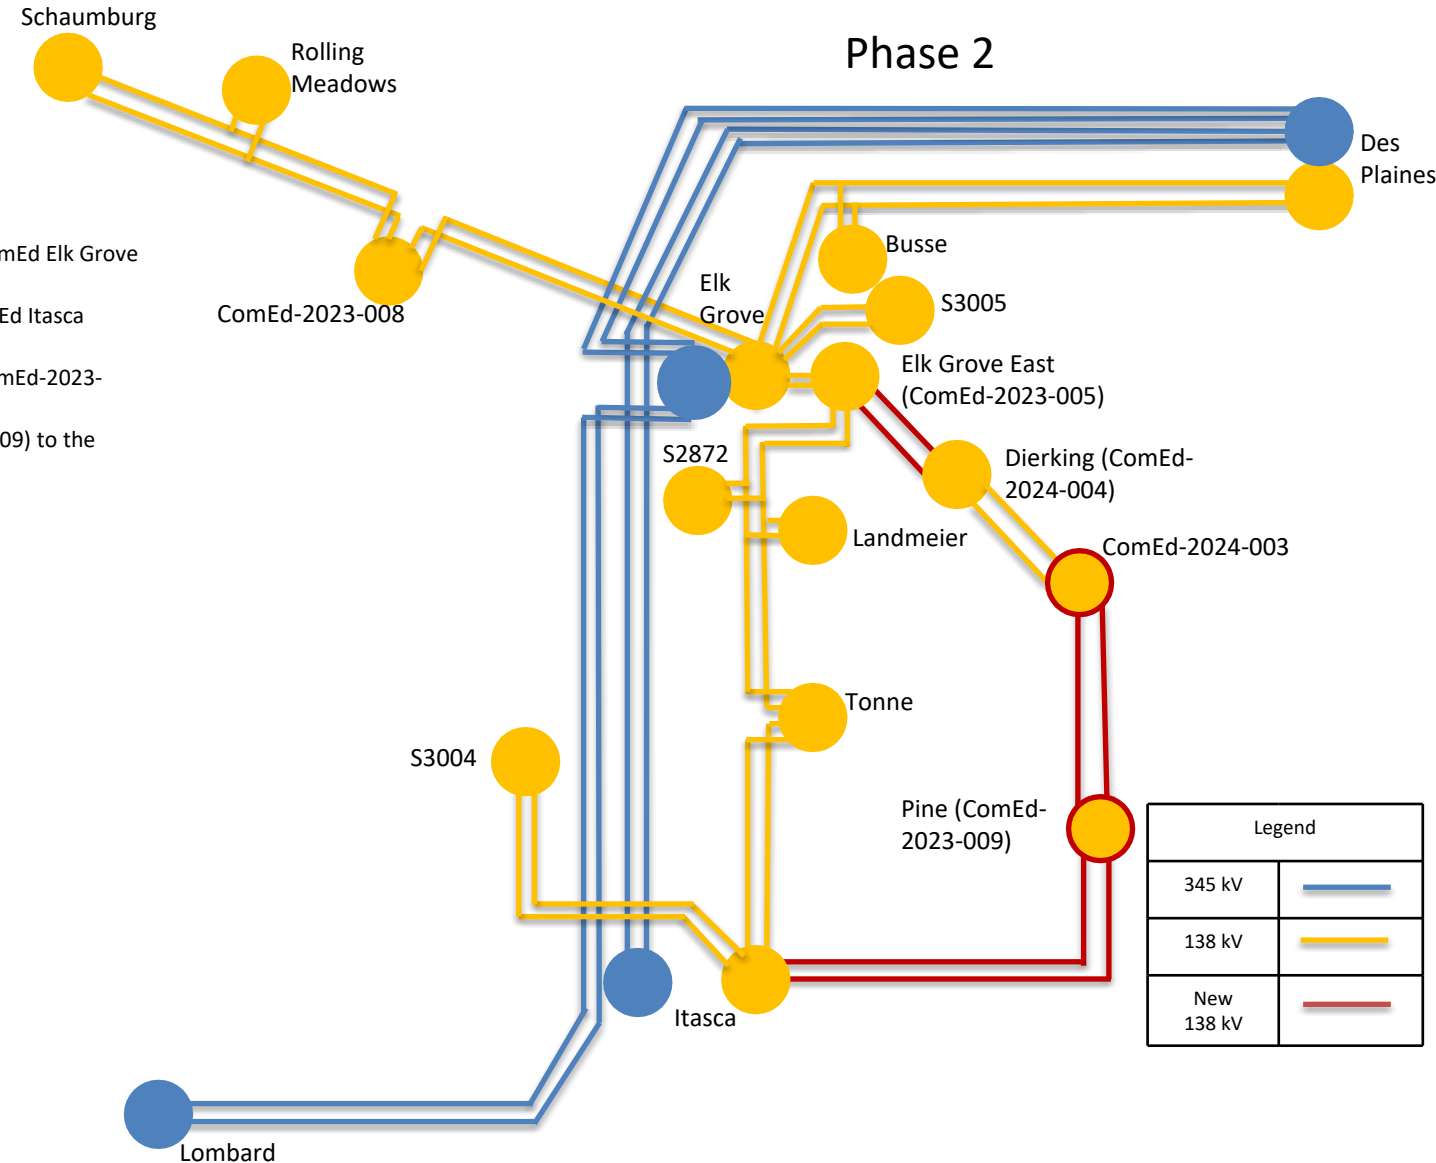 Schaumburg
Rolling
Meadows
Phase 2
Des
Plaines
mEd Elk Grove
Ed Itasca
mEd-2023-
09) to the
ComEd-2023-008
Elk
Grove
Busse
S3005
Elk Grove East
(ComEd-2023-005)
S2872
Dierking (ComEd-
2024-004)
Landmeier
ComEd-2024-003
Tonne
S3004
Pine (ComEd-
2023-009)
Legend
345 kV
138 kV
New
138 kV
Itasca
Lombard